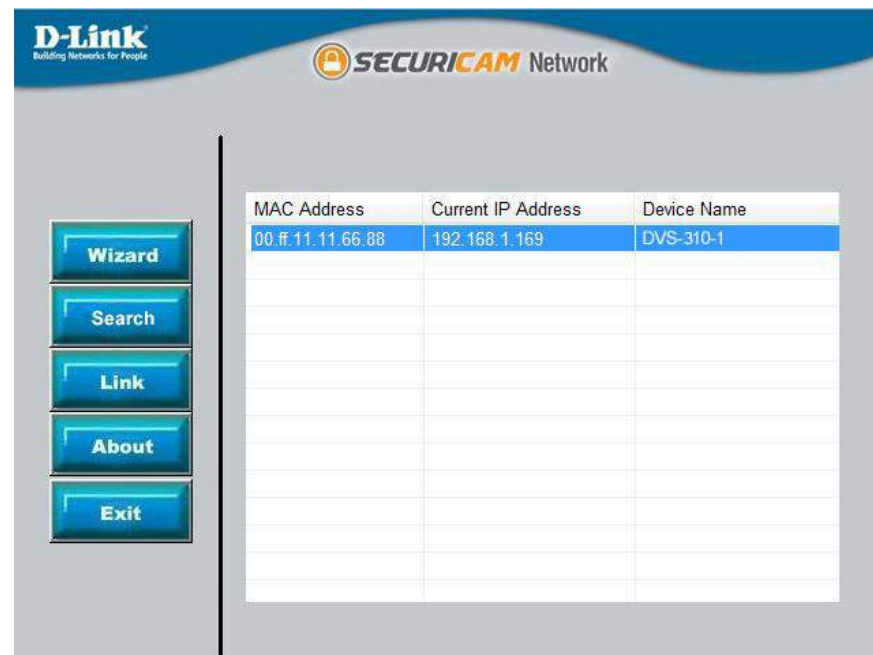 D-Link
Building Networks for People
SECURICAM Network
MAC Address Current IP Address Device Name
00.ff.11.11.66.88 192.168.1.169 DVS-310-1
Wizard
Search
Link
About
Exit